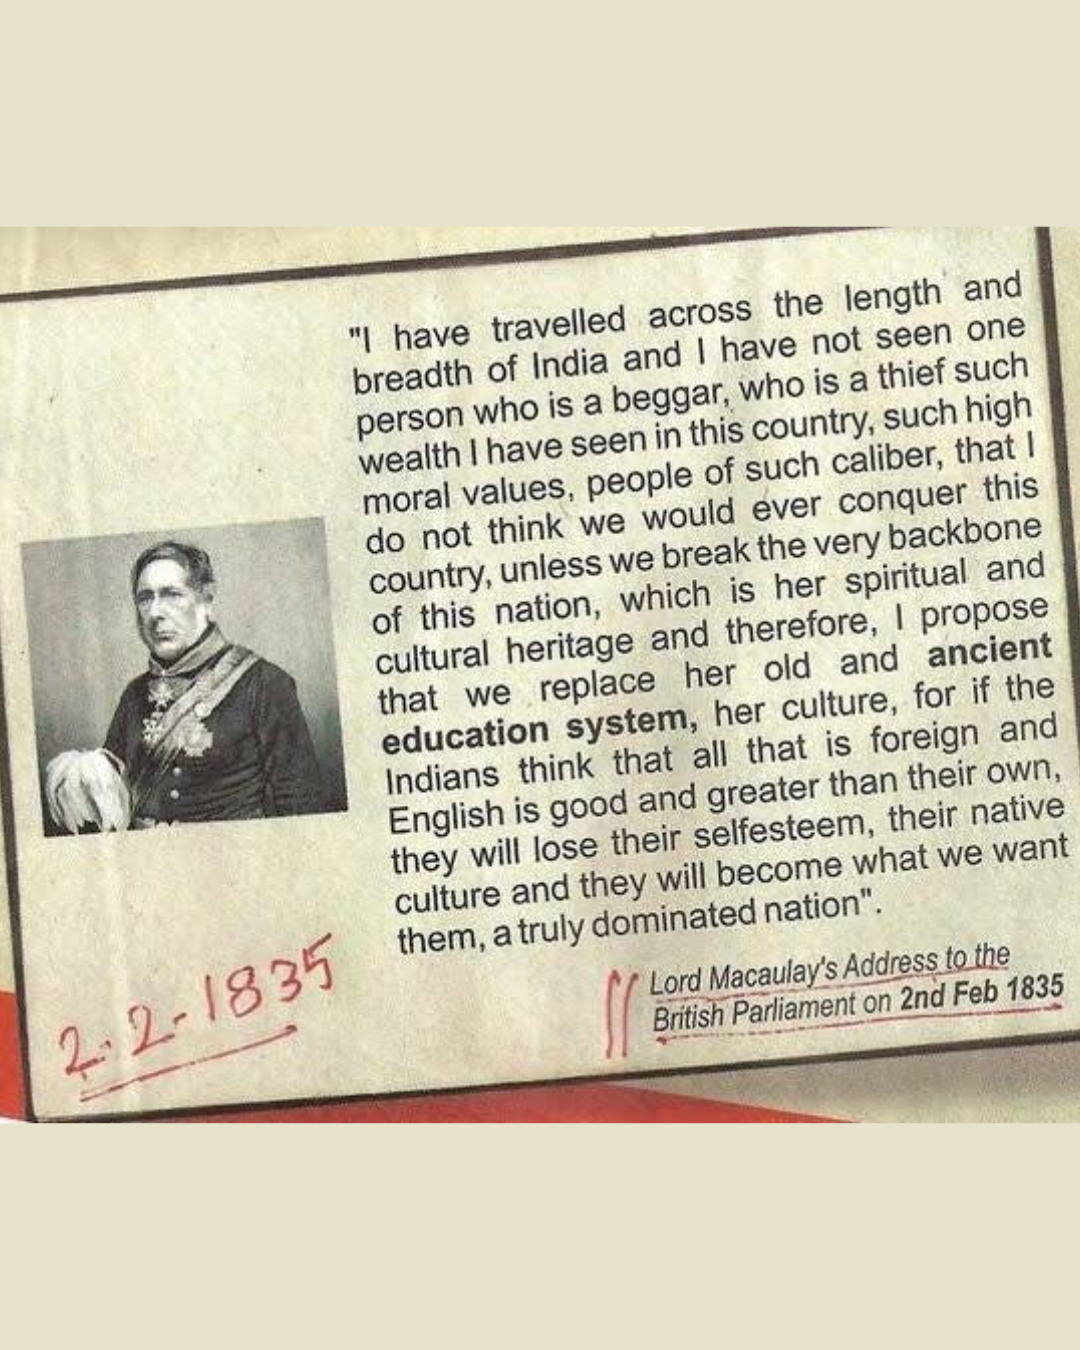 "I have travelled across the length and
breadth of India and I have not seen one
person who is a beggar, who is a thief such
wealth I have seen in this country, such high
moral values, people of such caliber, that I
do not think we would ever conquer this
country, unless we break the very backbone
of this nation, which is her spiritual and
cultural heritage and therefore, I propose
that we replace her old and ancient
education system, her culture, for if the
Indians think that all that is foreign and
English is good and greater than their own,
they will lose their selfesteem, their native
culture and they will become what we want
them, a truly dominated nation".
Lord Macaulay's Address to the
British Parliament on 2nd Feb 1835
2-2-1835